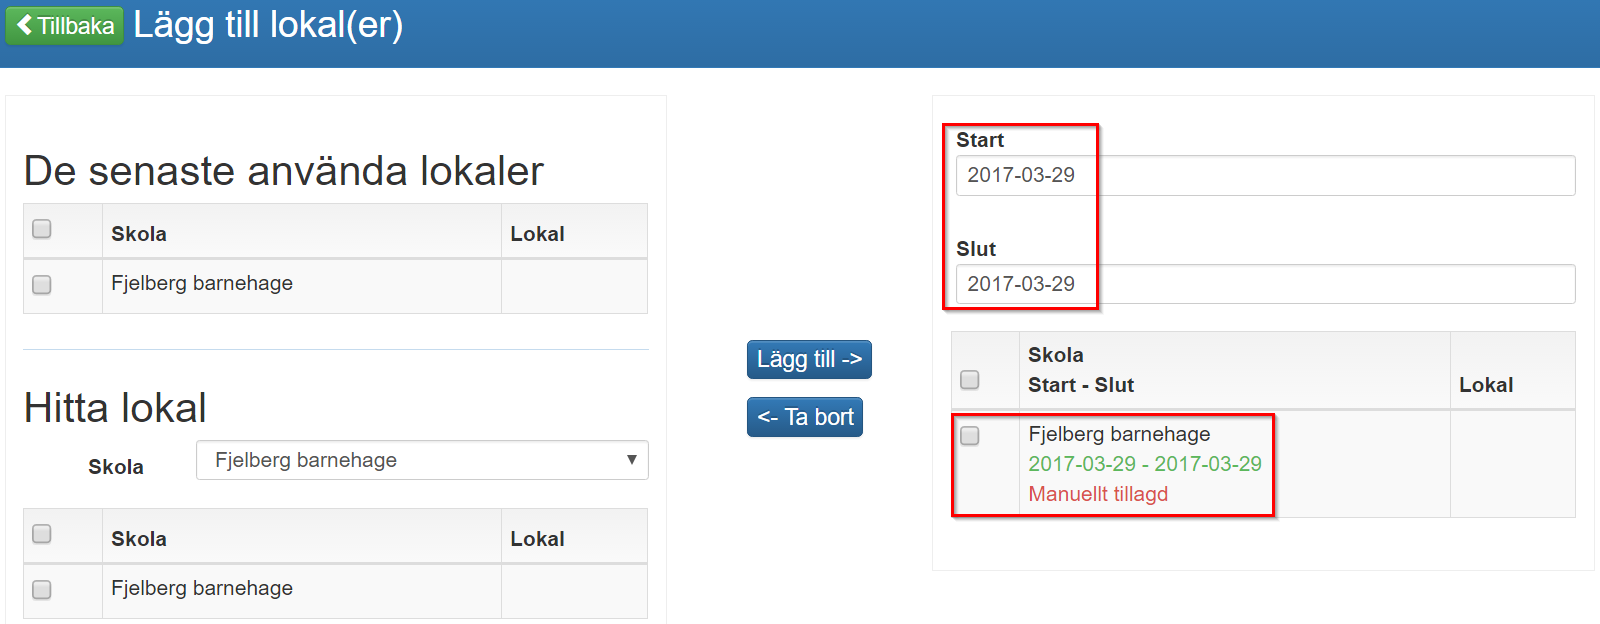 Tillbaka Lägg till lokal(er)
De senaste använda lokaler
Skola Lokal
Fjelberg barnehage
Hitta lokal
Skola Fjelberg barnehage
Skola Lokal
Fjelberg barnehage
Lägg till ->
<- Ta bort
Start
2017-03-29
Slut
2017-03-29
Skola
Start - Slut Lokal
Fjelberg barnehage
2017-03-29 - 2017-03-29
Manuellt tillagd